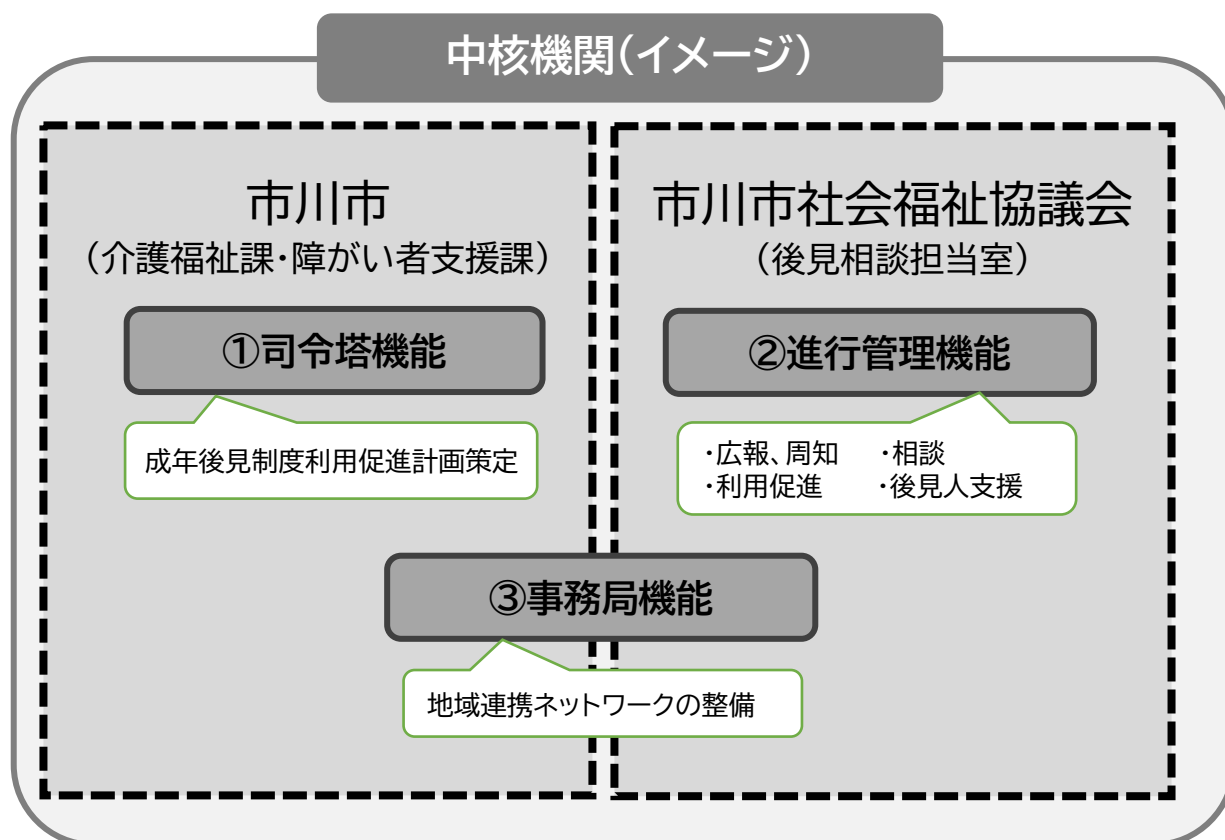 中核機関(イメージ)
市川市
(介護福祉課・障がい者支援課)
①司令塔機能
成年後見制度利用促進計画策定
市川市社会福祉協議会
(後見相談担当室)
②進行管理機能
・広報、周知 ・相談
・利用促進 ・後見人支援
③事務局機能
地域連携ネットワークの整備